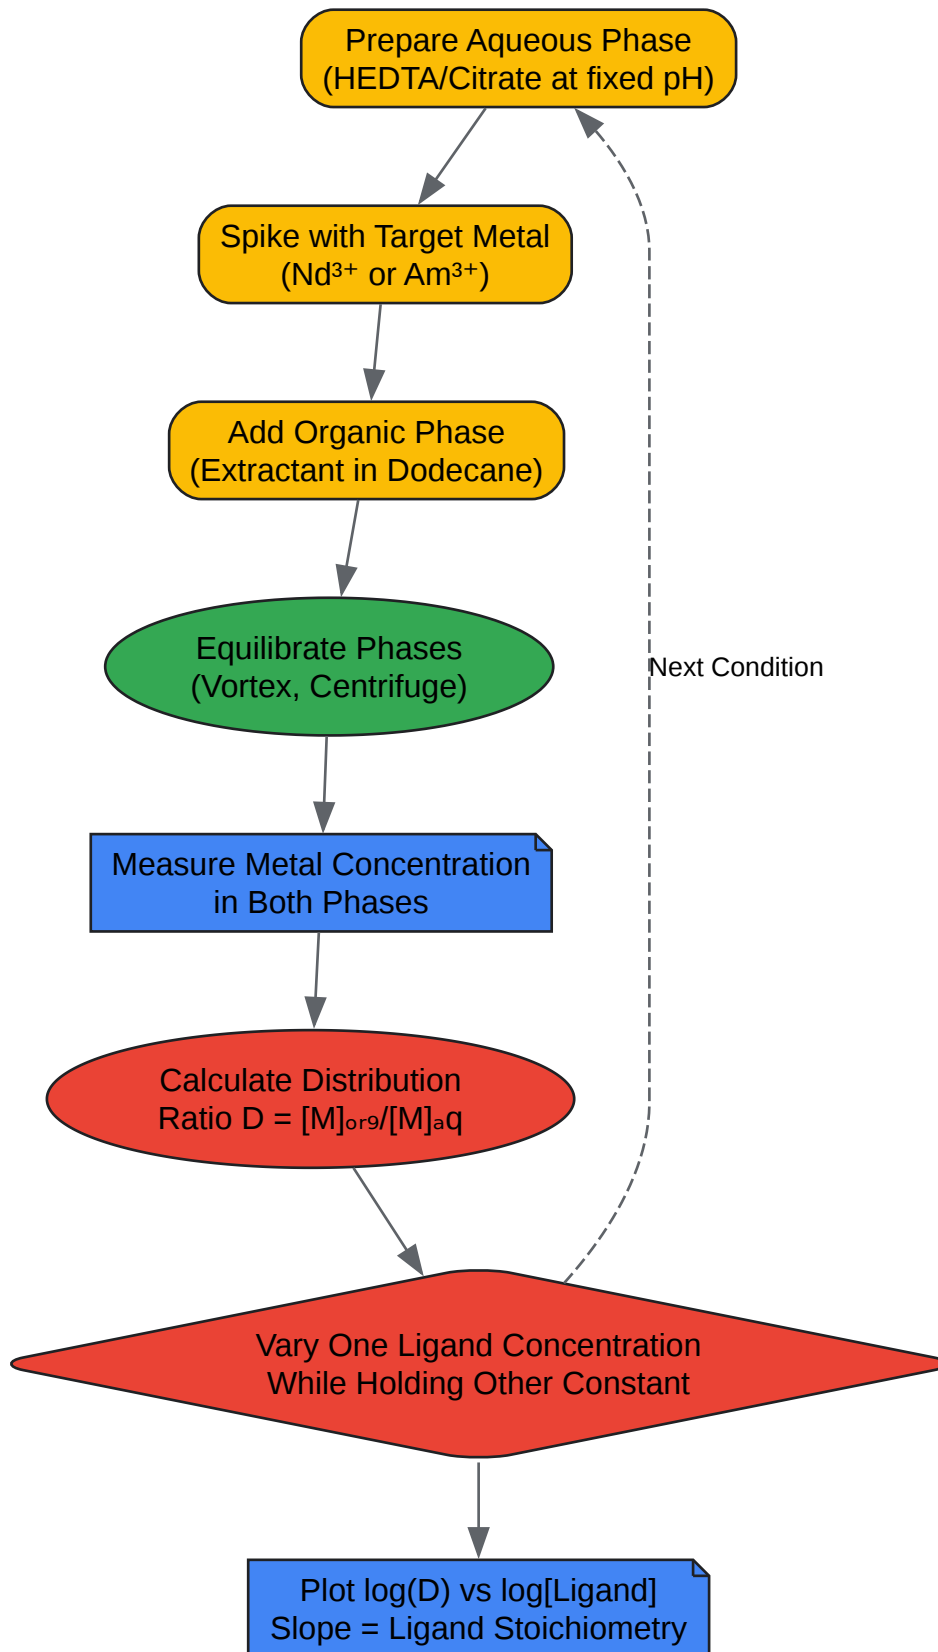 Prepare Aqueous Phase
(HEDTA/Citrate at fixed pH)
Spike with Target Metal
(Nd³⁺ or Am³⁺)
Add Organic Phase
(Extractant in Dodecane)
Equilibrate Phases
(Vortex, Centrifuge)
Next Condition
Measure Metal Concentration
in Both Phases
Calculate Distribution
Ratio D = [M]ₒᵣ₉/[M]ₐq
Vary One Ligand Concentration
While Holding Other Constant
Plot log(D) vs log[Ligand]
Slope = Ligand Stoichiometry